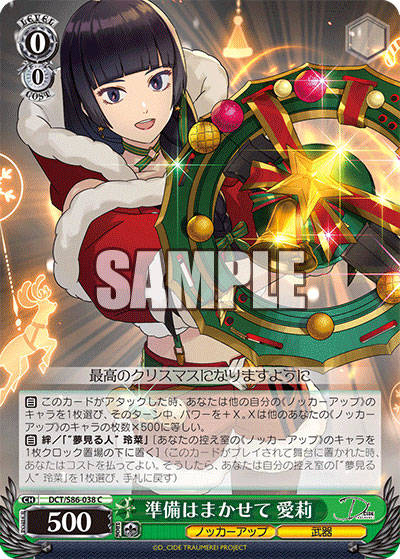 LEVEL
0
0
COST
SAMPLE
最高のクリスマスになりますように
自 このカードがアタックした時、あなたは他の自分の《ノッカーアップ》の
キャラを1枚選び、そのターン中、パワーを+X。Xは他のあなたの《ノッカ
ーアップ》のキャラの枚数×500に等しい。
自 絆/「“夢見る人” 玲菜」 [あなたの控え室の《ノッカーアップ》のキャラを
1枚クロック置場の下に置く] (このカードがプレイされて舞台に置かれた時、
あなたはコストを払ってよい。そうしたら、あなたは自分の控え室の「“夢見
る人” 玲菜」を1枚選び、手札に戻す)
CH DCT/S86-038 C
500
準備はまかせて 愛莉
ノッカーアップ
武器
©D_CIDE TRAUMEREI PROJECT